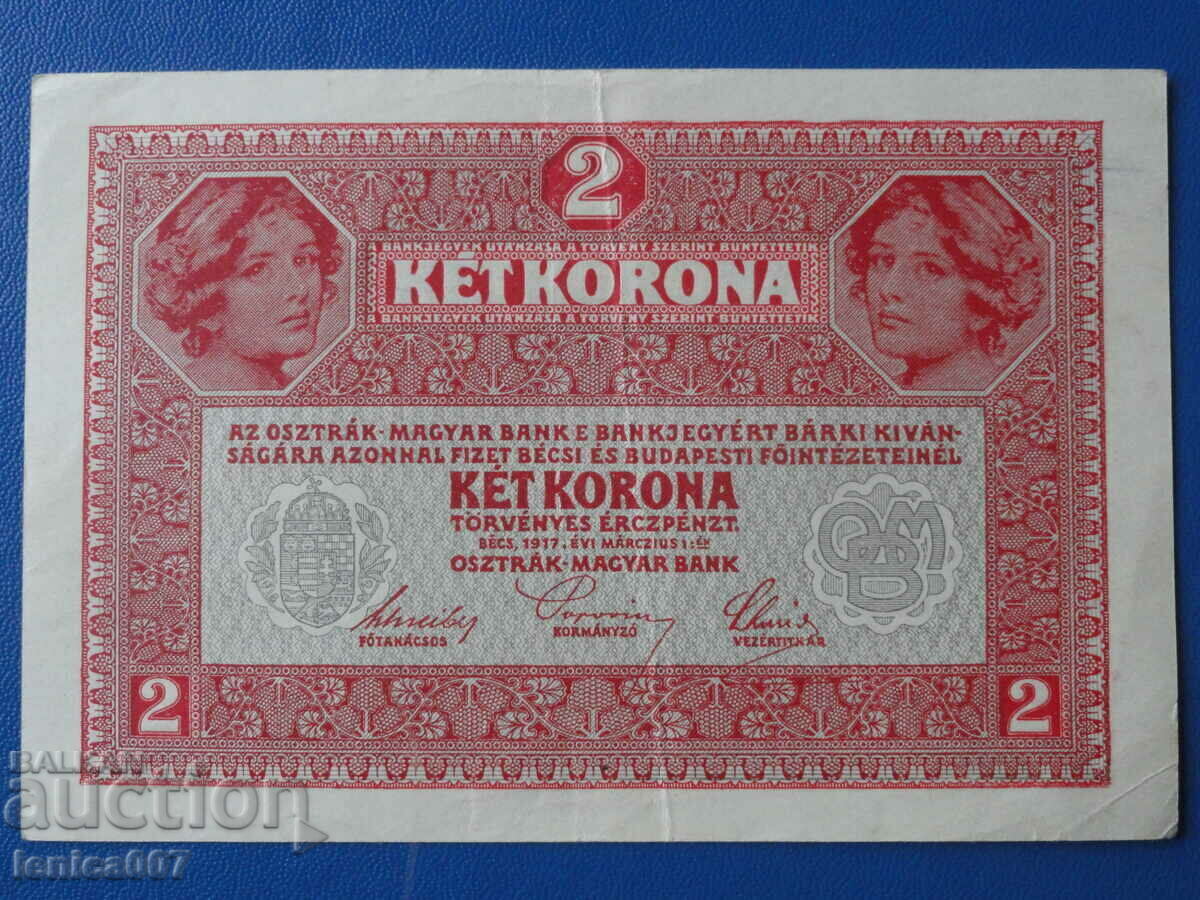 2
A BANKJEGYEK UTÁNZÁSA A TÖRVÉNY SZERINT BÜNTETTETIK
KÉT KORONA
A BANKJEGYEK UTÁNZÁSA A TÖRVÉNY SZERINT BÜNTETTETIK
AZ OSZTRÁK-MAGYAR BANK E BANKJEGYÉRT BÁRKI KIVÁN-
SÁGÁRA AZONNAL FIZET BÉCSI ÉS BUDAPESTI FŐINTÉZETEINÉL
KÉT KORONA
TÖRVÉNYES ÉRCZPÉNZT.
BÉCS, 1917. ÉVI MÁRCZIUS 1:ÉN
OSZTRÁK-MAGYAR BANK
FŐTANÁCSOS
KORMÁNYZÓ
VEZÉRTITKÁR
2 2
BALKAN
auction
lenica007